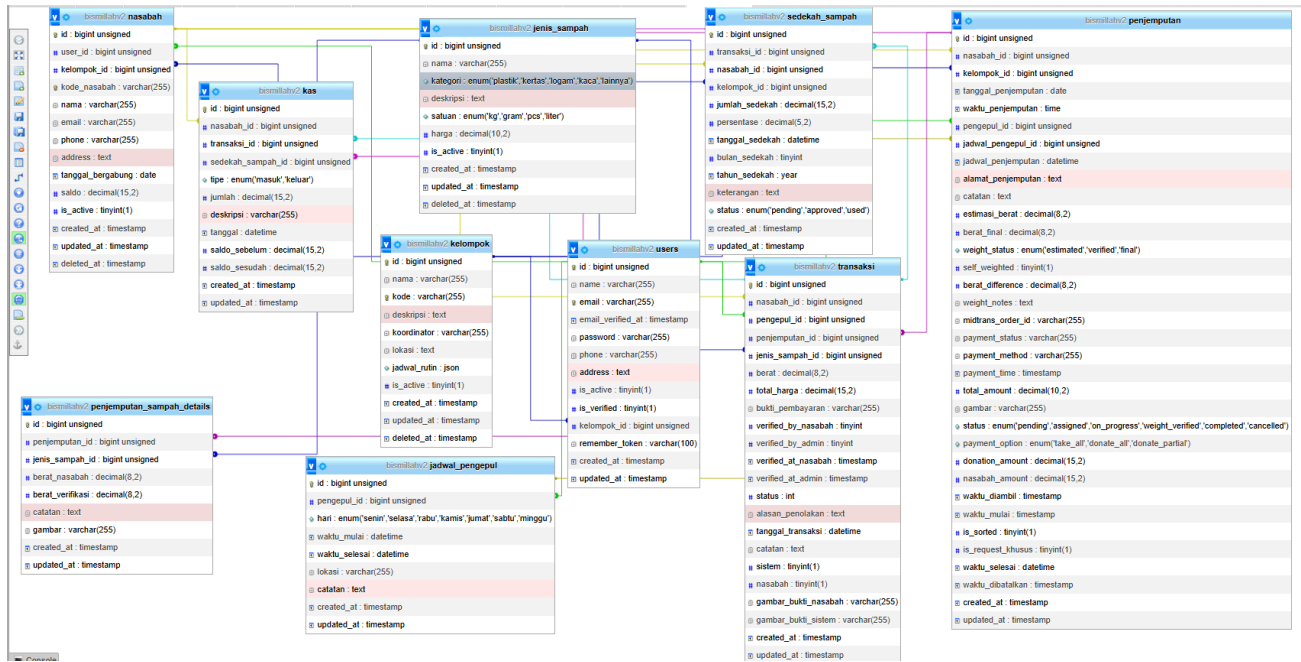 bismillahv2 nasabah
id : bigint unsigned
user_id : bigint unsigned
kelompok_id : bigint unsigned
kode_nasabah : varchar(255)
nama : varchar(255)
email : varchar(255)
phone : varchar(255)
address : text
tanggal_bergabung : date
saldo : decimal(15,2)
is_active : tinyint(1)
created_at : timestamp
updated_at : timestamp
deleted_at : timestamp
bismillahv2 kas
id : bigint unsigned
nasabah_id : bigint unsigned
transaksi_id : bigint unsigned
sedekah_sampah_id : bigint unsigned
tipe : enum('masuk','keluar')
jumlah : decimal(15,2)
deskripsi : varchar(255)
tanggal : datetime
saldo_sebelum : decimal(15,2)
saldo_sesudah : decimal(15,2)
created_at : timestamp
updated_at : timestamp
bismillahv2 jenis_sampah
id : bigint unsigned
nama : varchar(255)
kategori : enum('plastik','kertas','logam','kaca','lainnya')
deskripsi : text
satuan : enum('kg','gram','pcs','liter')
harga : decimal(10,2)
is_active : tinyint(1)
created_at : timestamp
updated_at : timestamp
deleted_at : timestamp
bismillahv2 sedekah_sampah
id : bigint unsigned
transaksi_id : bigint unsigned
nasabah_id : bigint unsigned
kelompok_id : bigint unsigned
jumlah_sedekah : decimal(15,2)
persentase : decimal(5,2)
tanggal_sedekah : datetime
bulan_sedekah : tinyint
tahun_sedekah : year
keterangan : text
status : enum('pending','approved','used')
created_at : timestamp
updated_at : timestamp
bismillahv2 penjemputan
id : bigint unsigned
nasabah_id : bigint unsigned
kelompok_id : bigint unsigned
tanggal_penjemputan : date
waktu_penjemputan : time
pengepul_id : bigint unsigned
jadwal_pengepul_id : bigint unsigned
jadwal_penjemputan : datetime
alamat_penjemputan : text
catatan : text
estimasi_berat : decimal(8,2)
berat_final : decimal(8,2)
weight_status : enum('estimated','verified','final')
self_weighted : tinyint(1)
berat_difference : decimal(8,2)
weight_notes : text
midtrans_order_id : varchar(255)
payment_status : varchar(255)
payment_method : varchar(255)
payment_time : timestamp
total_amount : decimal(10,2)
gambar : varchar(255)
status : enum('pending','assigned','on_progress','weight_verified','completed','cancelled')
payment_option : enum('take_all','donate_all','donate_partial')
donation_amount : decimal(15,2)
nasabah_amount : decimal(15,2)
waktu_diambil : timestamp
waktu_mulai : timestamp
is_sorted : tinyint(1)
is_request_khusus : tinyint(1)
waktu_selesai : datetime
waktu_dibatalkan : timestamp
created_at : timestamp
updated_at : timestamp
bismillahv2 kelompok
id : bigint unsigned
nama : varchar(255)
kode : varchar(255)
deskripsi : text
koordinator : varchar(255)
lokasi : text
jadwal_rutin : json
is_active : tinyint(1)
created_at : timestamp
updated_at : timestamp
deleted_at : timestamp
bismillahv2 users
id : bigint unsigned
name : varchar(255)
email : varchar(255)
email_verified_at : timestamp
password : varchar(255)
phone : varchar(255)
address : text
is_active : tinyint(1)
is_verified : tinyint(1)
kelompok_id : bigint unsigned
remember_token : varchar(100)
created_at : timestamp
updated_at : timestamp
bismillahv2 transaksi
id : bigint unsigned
nasabah_id : bigint unsigned
pengepul_id : bigint unsigned
penjemputan_id : bigint unsigned
jenis_sampah_id : bigint unsigned
berat : decimal(8,2)
total_harga : decimal(15,2)
bukti_pembayaran : varchar(255)
verified_by_nasabah : tinyint
verified_by_admin : tinyint
verified_at_nasabah : timestamp
verified_at_admin : timestamp
status : int
alasan_penolakan : text
tanggal_transaksi : datetime
catatan : text
sistem : tinyint(1)
nasabah : tinyint(1)
gambar_bukti_nasabah : varchar(255)
gambar_bukti_sistem : varchar(255)
created_at : timestamp
updated_at : timestamp
bismillahv2 penjemputan_sampah_details
id : bigint unsigned
penjemputan_id : bigint unsigned
jenis_sampah_id : bigint unsigned
berat_nasabah : decimal(8,2)
berat_verifikasi : decimal(8,2)
catatan : text
gambar : varchar(255)
created_at : timestamp
updated_at : timestamp
bismillahv2 jadwal_pengepul
id : bigint unsigned
pengepul_id : bigint unsigned
hari : enum('senin','selasa','rabu','kamis','jumat','sabtu','minggu')
waktu_mulai : datetime
waktu_selesai : datetime
lokasi : varchar(255)
catatan : text
created_at : timestamp
updated_at : timestamp
Console